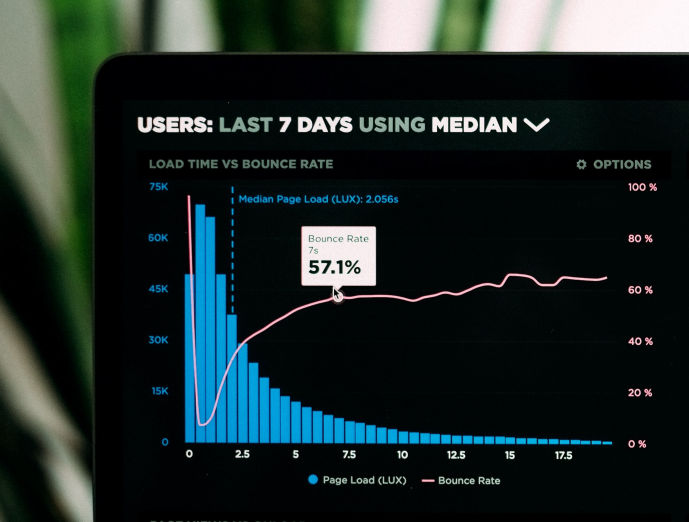 USERS: LAST 7 DAYS USING MEDIAN
LOAD TIME VS BOUNCE RATE
OPTIONS
75K
100 %
Median Page Load (LUX): 2.056s
60K
80 %
Bounce Rate
7s
57.1%
45K
60 %
30K
40 %
15K
20 %
0
0 %
0 2.5 5 7.5 10 12.5 15 17.5
Page Load (LUX) Bounce Rate